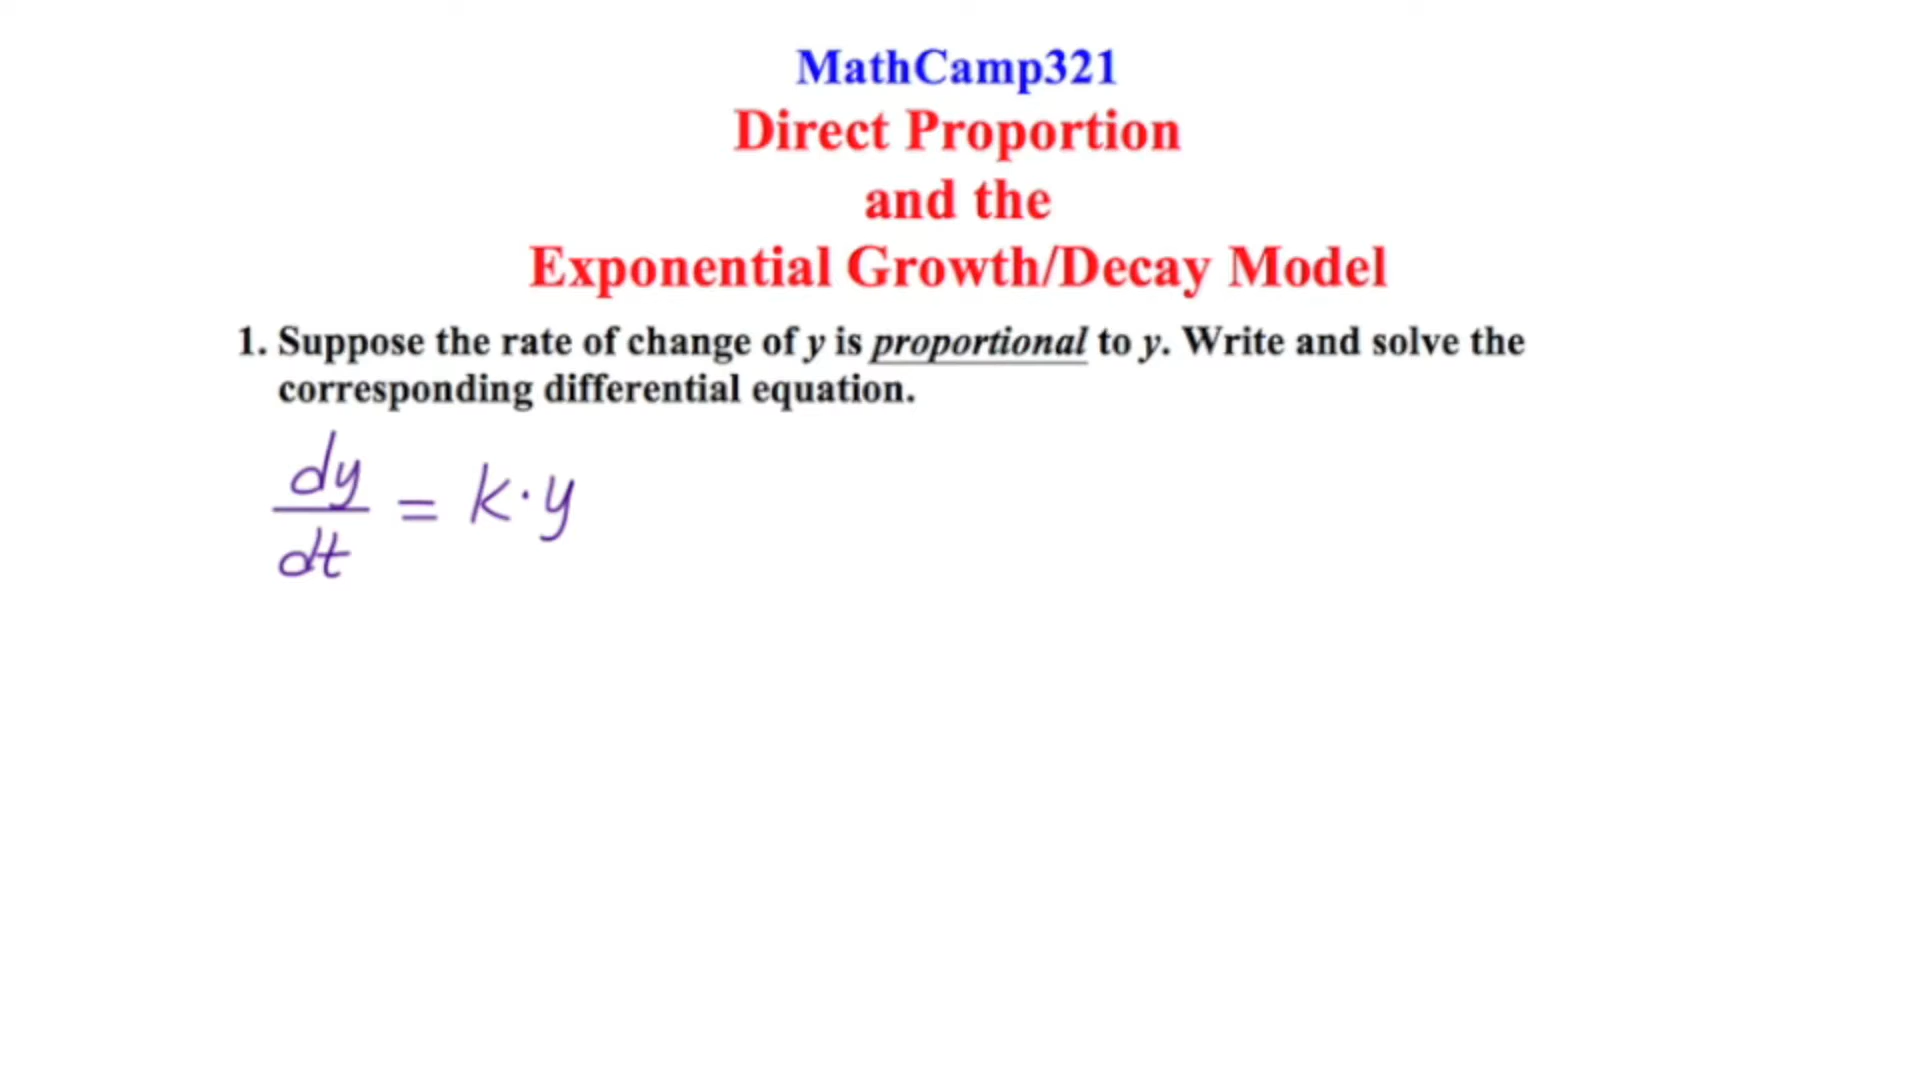 MathCamp321
Direct Proportion
and the
Exponential Growth/Decay Model
1. Suppose the rate of change of y is proportional to y. Write and solve the
corresponding differential equation.
dy/dt = k·y